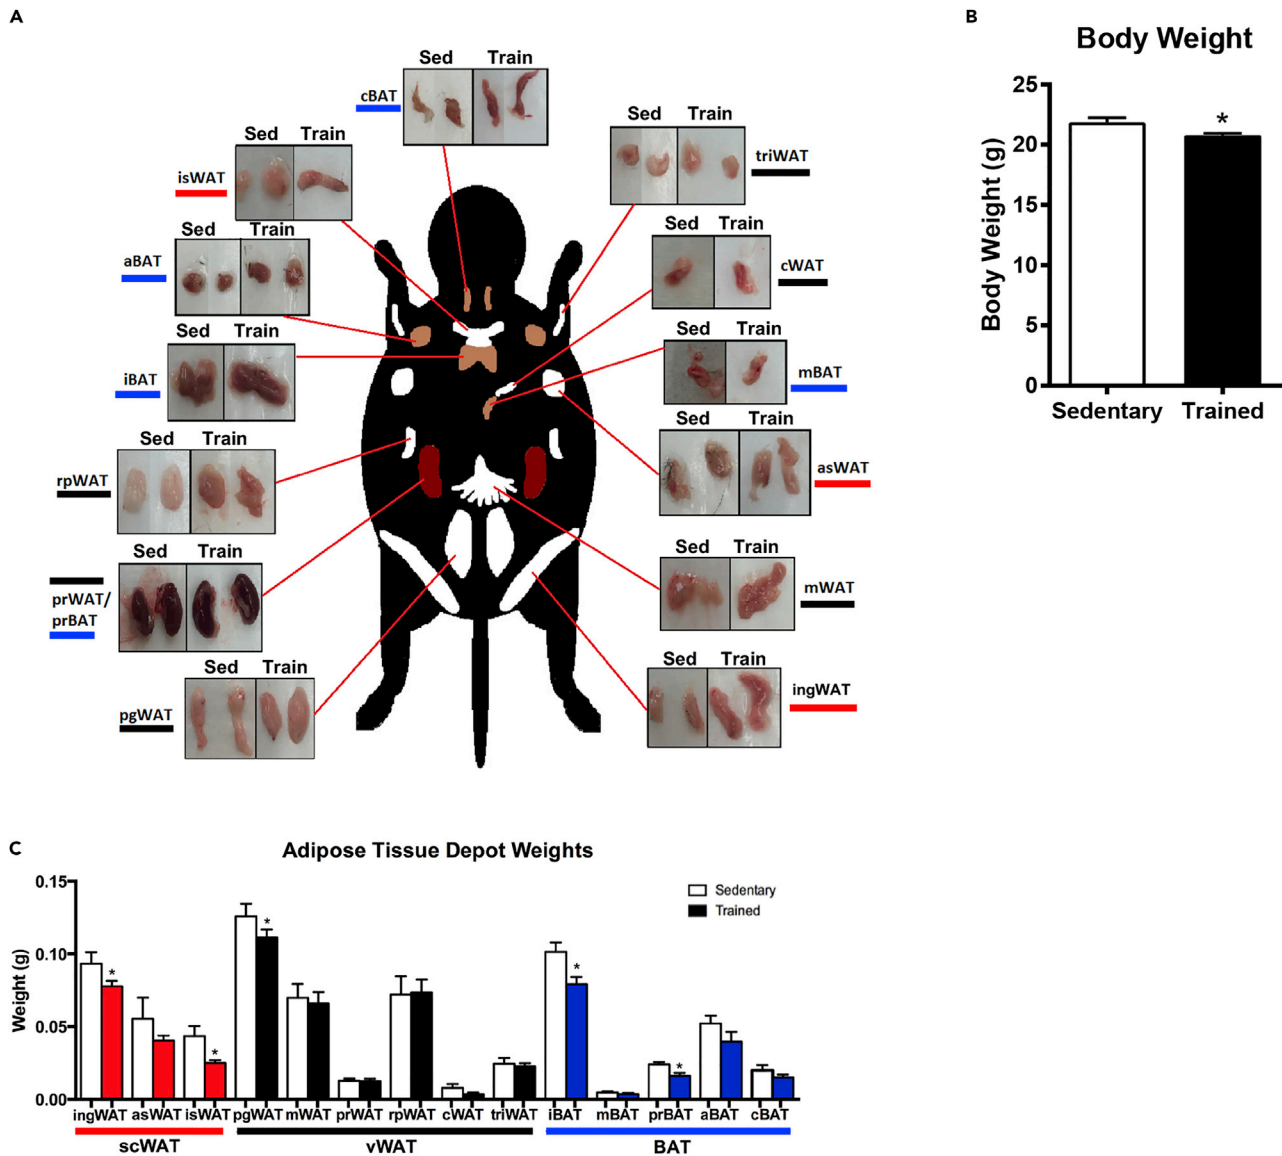 A
Sed Train
cBAT
Sed Train
isWAT
Sed Train
aBAT
Sed Train
iBAT
Sed Train
rpWAT
Sed Train
prWAT/
prBAT
Sed Train
pgWAT
Sed Train
triWAT
Sed Train
cWAT
Sed Train
mBAT
Sed Train
asWAT
Sed Train
mWAT
Sed Train
ingWAT
B
Body Weight
Body Weight (g)
25
20
15
10
5
0
*
Sedentary Trained
C
Adipose Tissue Depot Weights
Weight (g)
0.15
0.10
0.05
0.00
Sedentary
Trained
* * * * *
ingWAT asWAT isWAT pgWAT mWAT prWAT rpWAT cWAT triWAT iBAT mBAT prBAT aBAT cBAT
scWAT vWAT BAT